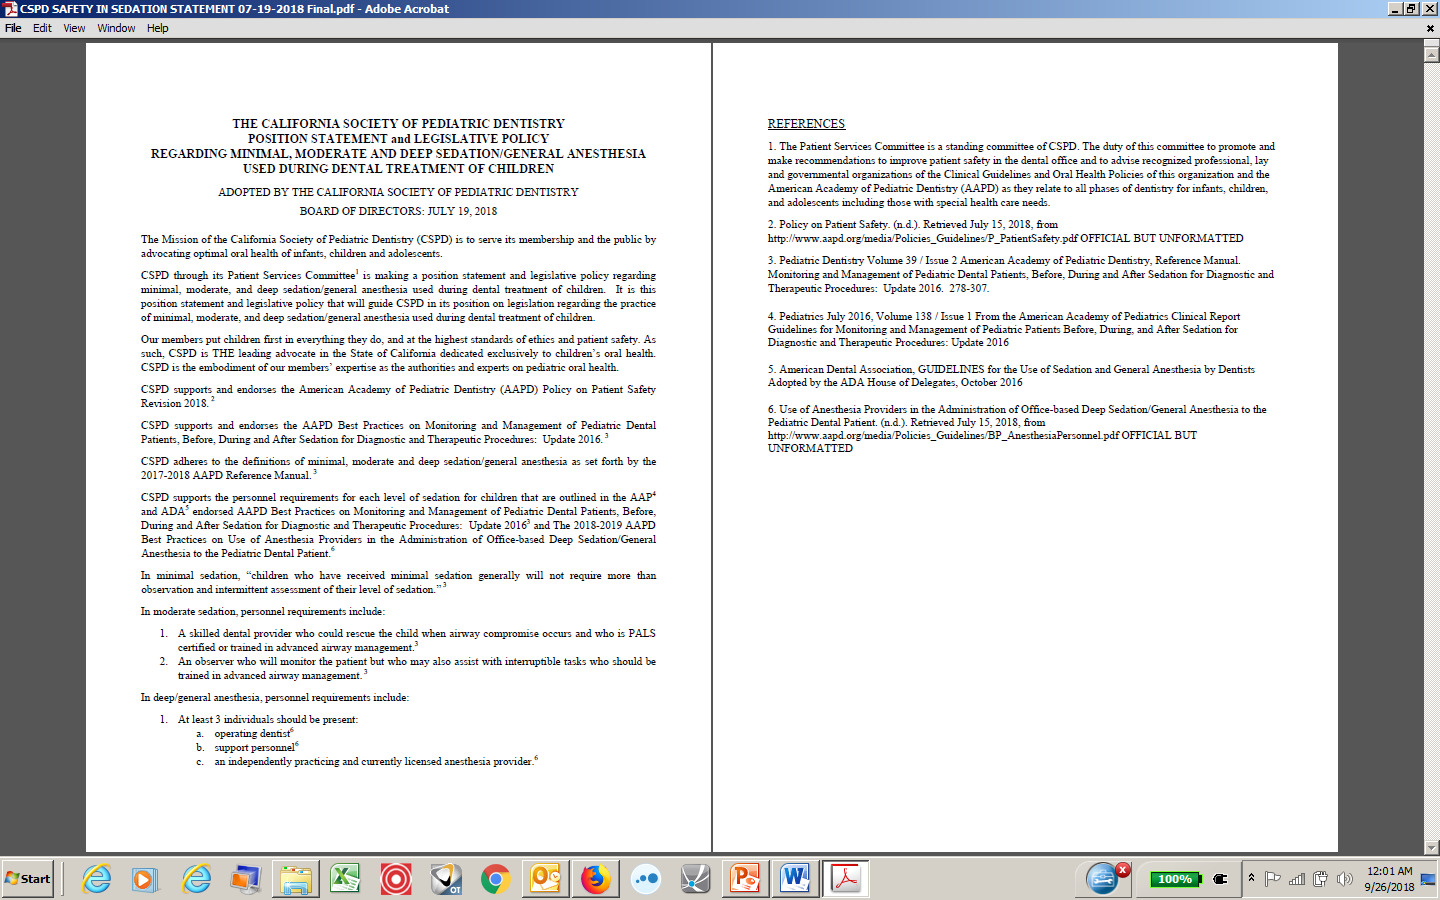 CSPD SAFETY IN SEDATION STATEMENT 07-19-2018 Final.pdf - Adobe Acrobat
File Edit View Window Help
THE CALIFORNIA SOCIETY OF PEDIATRIC DENTISTRY
POSITION STATEMENT and LEGISLATIVE POLICY
REGARDING MINIMAL, MODERATE AND DEEP SEDATION/GENERAL ANESTHESIA
USED DURING DENTAL TREATMENT OF CHILDREN
ADOPTED BY THE CALIFORNIA SOCIETY OF PEDIATRIC DENTISTRY
BOARD OF DIRECTORS: JULY 19, 2018
The Mission of the California Society of Pediatric Dentistry (CSPD) is to serve its membership and the public by
advocating optimal oral health of infants, children and adolescents.
CSPD through its Patient Services Committee¹ is making a position statement and legislative policy regarding
minimal, moderate, and deep sedation/general anesthesia used during dental treatment of children. It is this
position statement and legislative policy that will guide CSPD in its position on legislation regarding the practice
of minimal, moderate, and deep sedation/general anesthesia used during dental treatment of children.
Our members put children first in everything they do, and at the highest standards of ethics and patient safety. As
such, CSPD is THE leading advocate in the State of California dedicated exclusively to children's oral health.
CSPD is the embodiment of our members' expertise as the authorities and experts on pediatric oral health.
CSPD supports and endorses the American Academy of Pediatric Dentistry (AAPD) Policy on Patient Safety
Revision 2018. ²
CSPD supports and endorses the AAPD Best Practices on Monitoring and Management of Pediatric Dental
Patients, Before, During and After Sedation for Diagnostic and Therapeutic Procedures: Update 2016. ³
CSPD adheres to the definitions of minimal, moderate and deep sedation/general anesthesia as set forth by the
2017-2018 AAPD Reference Manual. ³
CSPD supports the personnel requirements for each level of sedation for children that are outlined in the AAP⁴
and ADA⁵ endorsed AAPD Best Practices on Monitoring and Management of Pediatric Dental Patients, Before,
During and After Sedation for Diagnostic and Therapeutic Procedures: Update 2016³ and The 2018-2019 AAPD
Best Practices on Use of Anesthesia Providers in the Administration of Office-based Deep Sedation/General
Anesthesia to the Pediatric Dental Patient.⁶
In minimal sedation, “children who have received minimal sedation generally will not require more than
observation and intermittent assessment of their level of sedation.” ³
In moderate sedation, personnel requirements include:
1. A skilled dental provider who could rescue the child when airway compromise occurs and who is PALS
certified or trained in advanced airway management.³
2. An observer who will monitor the patient but who may also assist with interruptible tasks who should be
trained in advanced airway management. ³
In deep/general anesthesia, personnel requirements include:
1. At least 3 individuals should be present:
a. operating dentist⁶
b. support personnel⁶
c. an independently practicing and currently licensed anesthesia provider.⁶
REFERENCES
1. The Patient Services Committee is a standing committee of CSPD. The duty of this committee to promote and
make recommendations to improve patient safety in the dental office and to advise recognized professional, lay
and governmental organizations of the Clinical Guidelines and Oral Health Policies of this organization and the
American Academy of Pediatric Dentistry (AAPD) as they relate to all phases of dentistry for infants, children,
and adolescents including those with special health care needs.
2. Policy on Patient Safety. (n.d.). Retrieved July 15, 2018, from
http://www.aapd.org/media/Policies_Guidelines/P_PatientSafety.pdf OFFICIAL BUT UNFORMATTED
3. Pediatric Dentistry Volume 39 / Issue 2 American Academy of Pediatric Dentistry, Reference Manual.
Monitoring and Management of Pediatric Dental Patients, Before, During and After Sedation for Diagnostic and
Therapeutic Procedures: Update 2016. 278-307.
4. Pediatrics July 2016, Volume 138 / Issue 1 From the American Academy of Pediatrics Clinical Report
Guidelines for Monitoring and Management of Pediatric Patients Before, During, and After Sedation for
Diagnostic and Therapeutic Procedures: Update 2016
5. American Dental Association, GUIDELINES for the Use of Sedation and General Anesthesia by Dentists
Adopted by the ADA House of Delegates, October 2016
6. Use of Anesthesia Providers in the Administration of Office-based Deep Sedation/General Anesthesia to the
Pediatric Dental Patient. (n.d.). Retrieved July 15, 2018, from
http://www.aapd.org/media/Policies_Guidelines/BP_AnesthesiaPersonnel.pdf OFFICIAL BUT
UNFORMATTED
Start
OT
100%
12:01 AM
9/26/2018